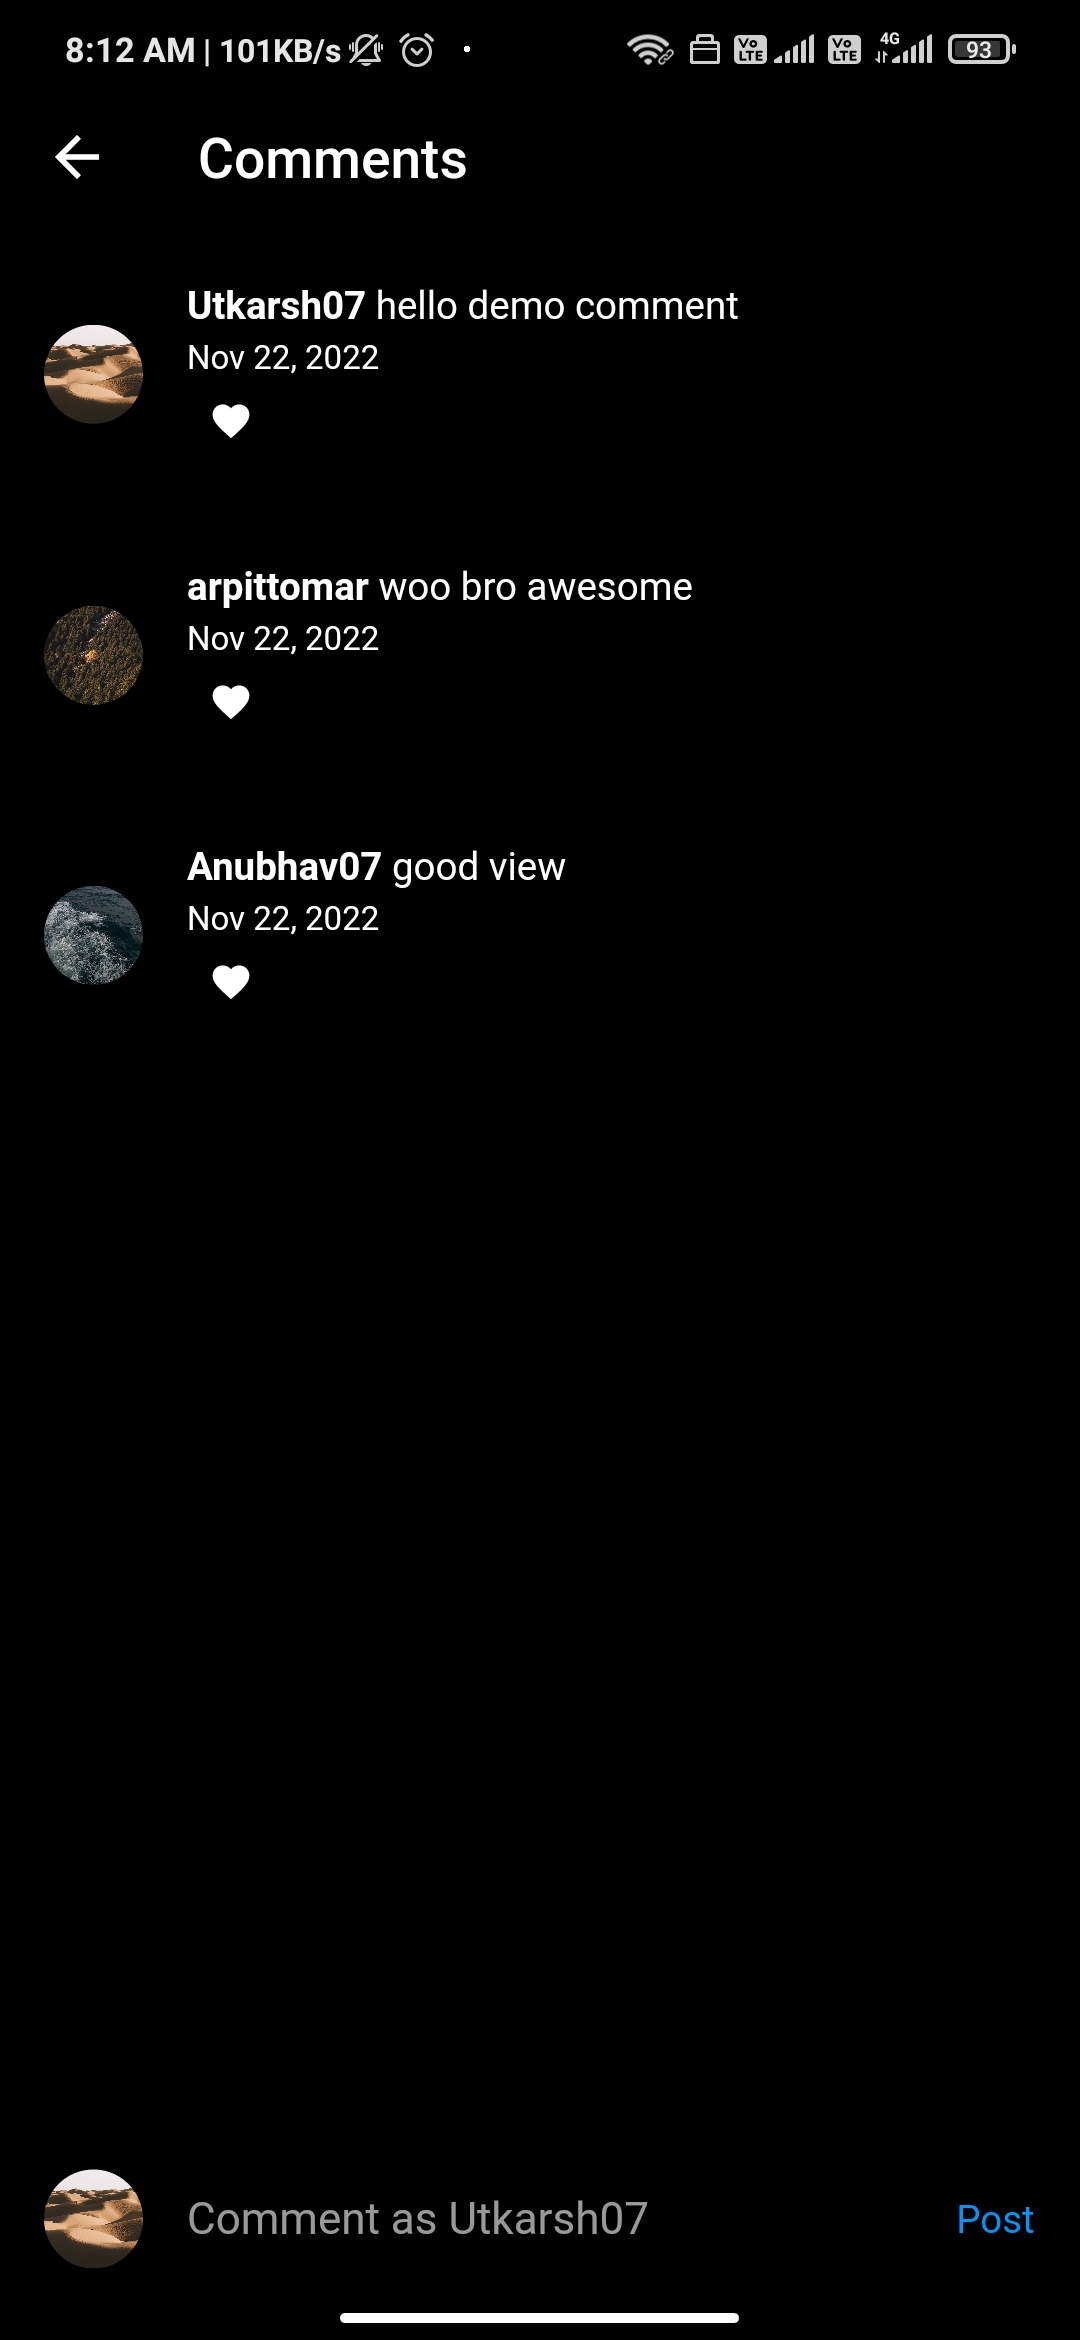 8:12 AM | 101KB/s Vo LTE Vo LTE 4G 93
Comments
Utkarsh07 hello demo comment
Nov 22, 2022
arpittomar woo bro awesome
Nov 22, 2022
Anubhav07 good view
Nov 22, 2022
Comment as Utkarsh07 Post